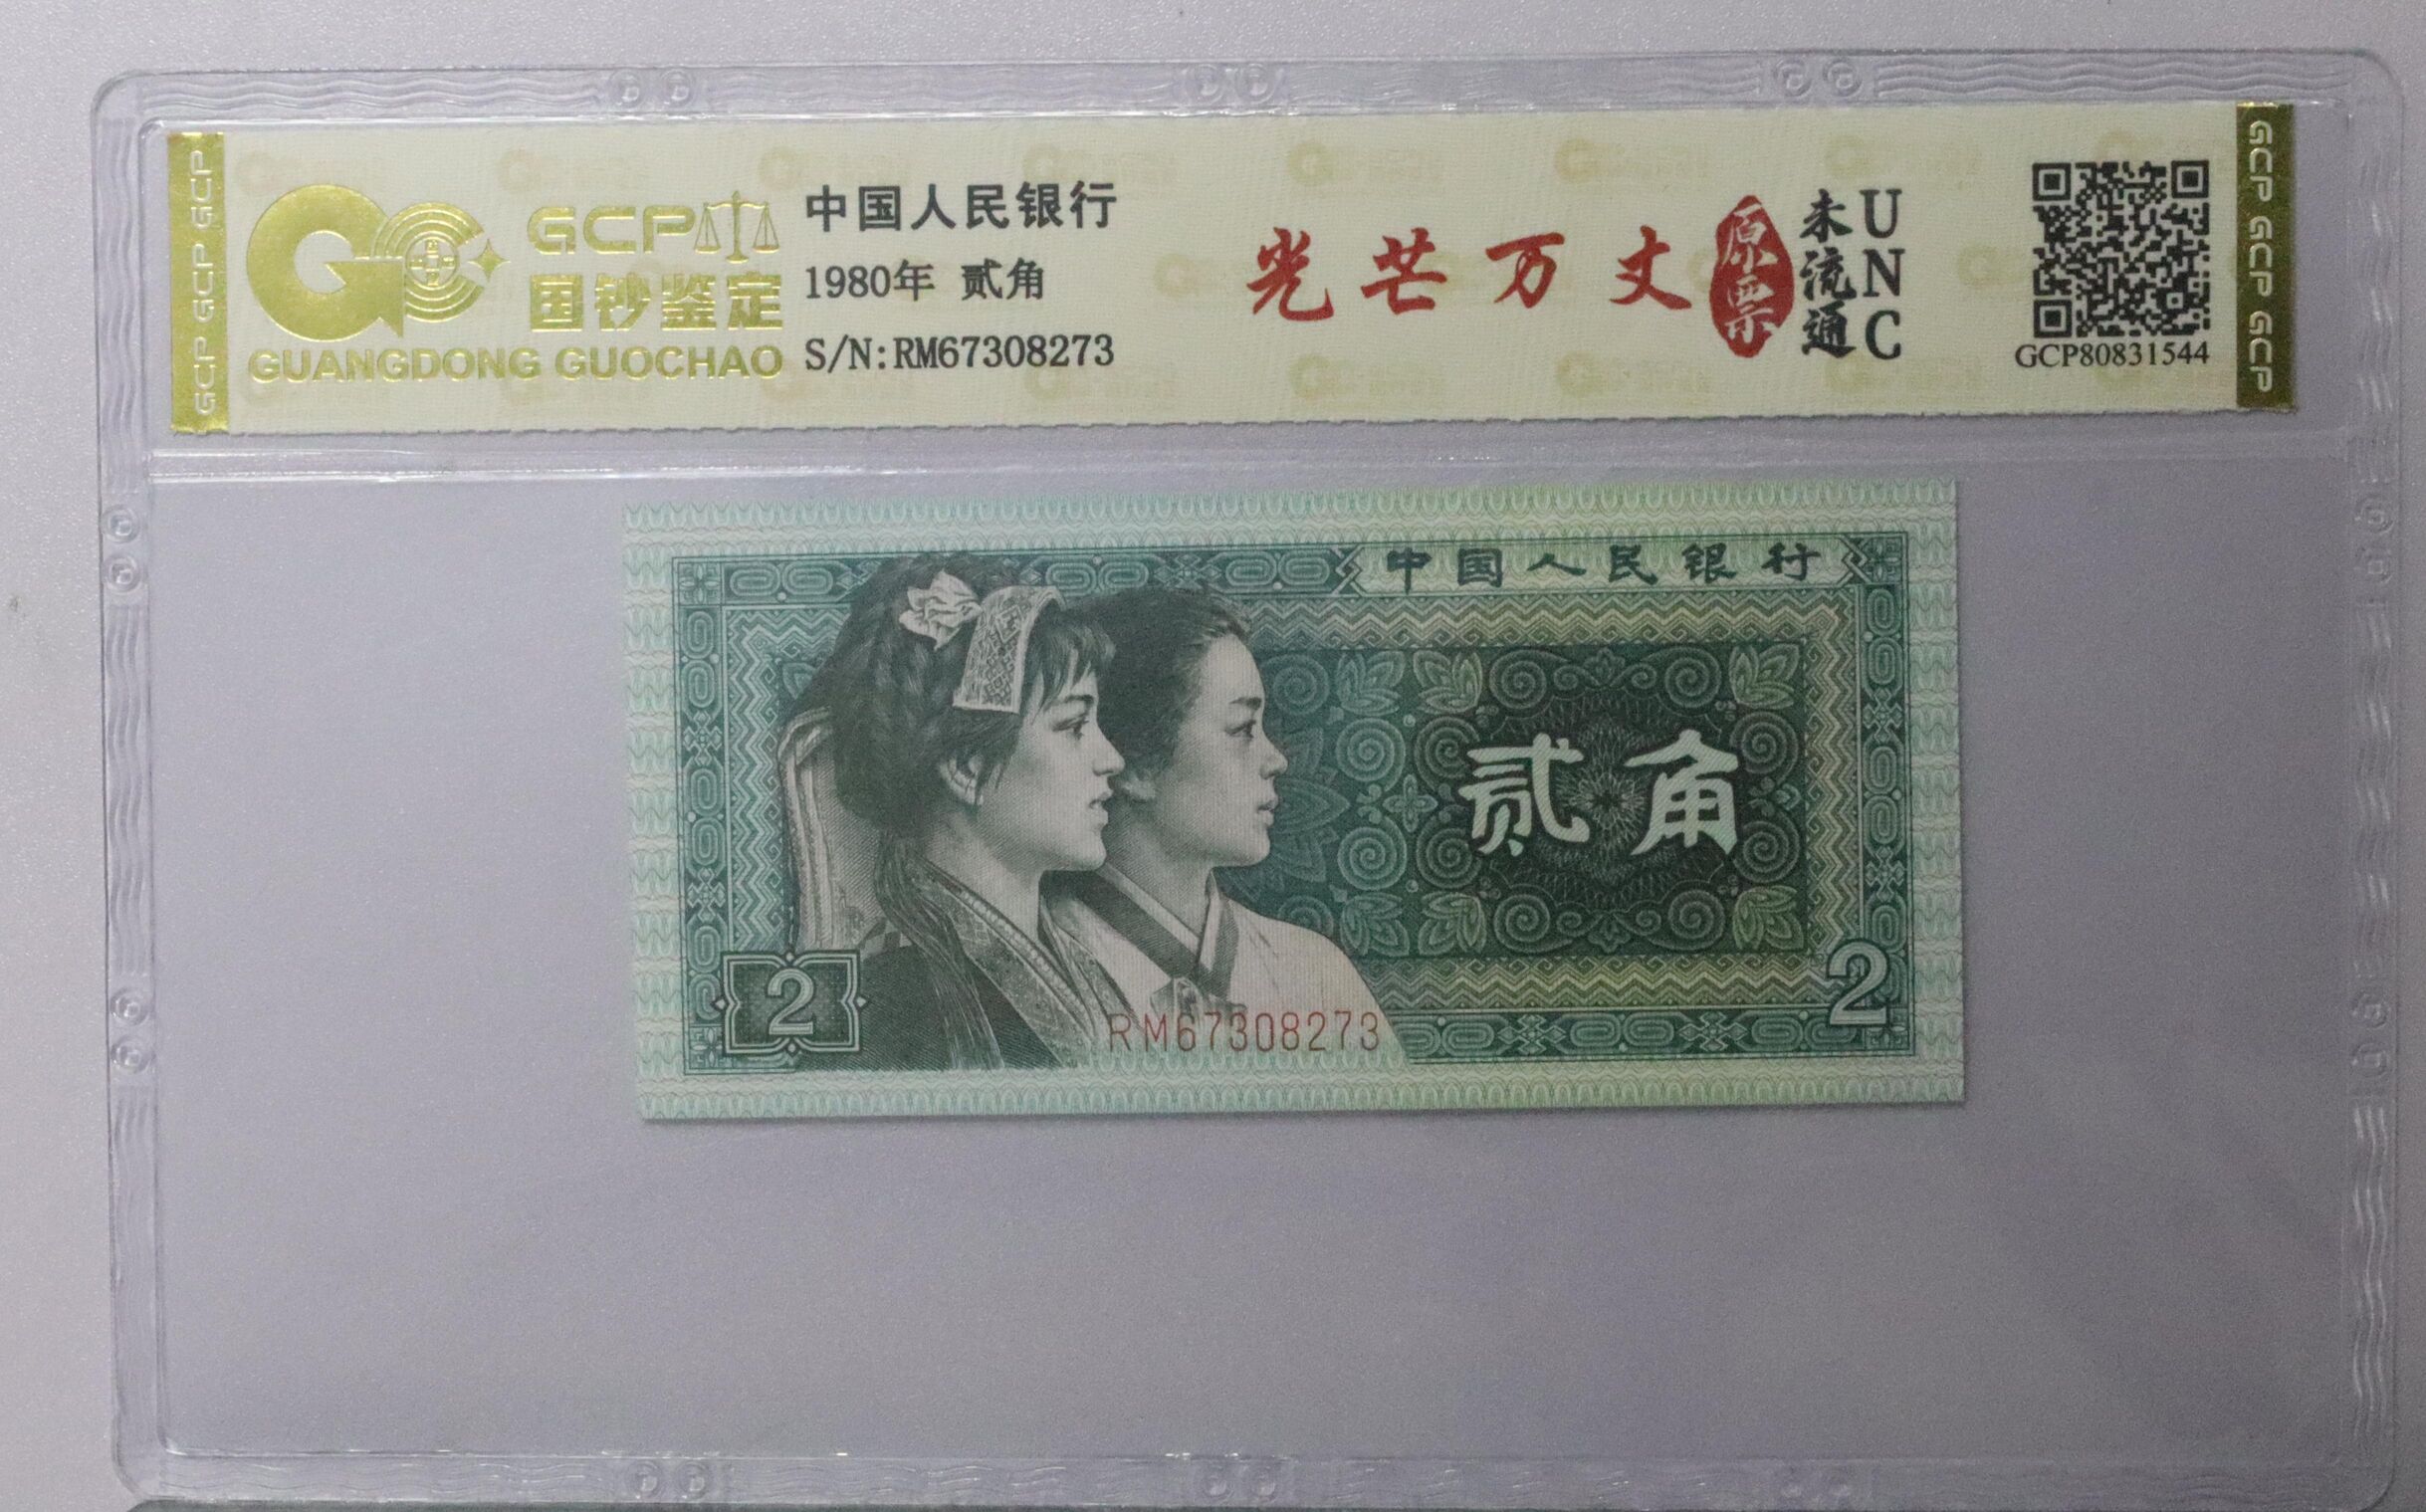 GCP GCP GCP
GCP
国钞鉴定
GUANGDONG GUOCHAO
中国人民银行
1980年 贰角
S/N:RM67308273
光芒万丈
原票
未流通
UNC
GCP80831544
GCP GCP GCP
中国人民银行
贰角
2
RM67308273
2